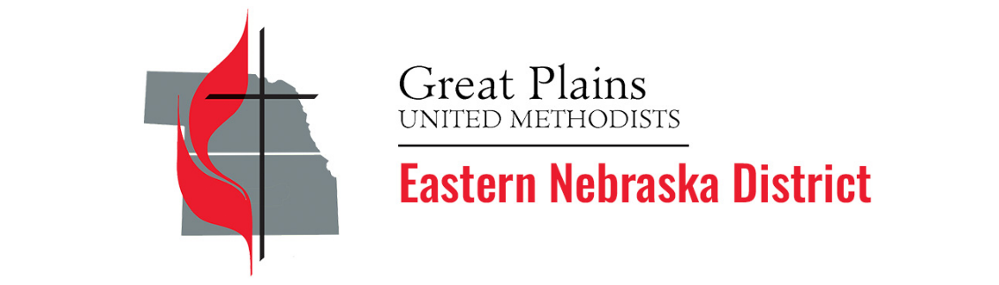 Great Plains
UNITED METHODISTS
Eastern Nebraska District